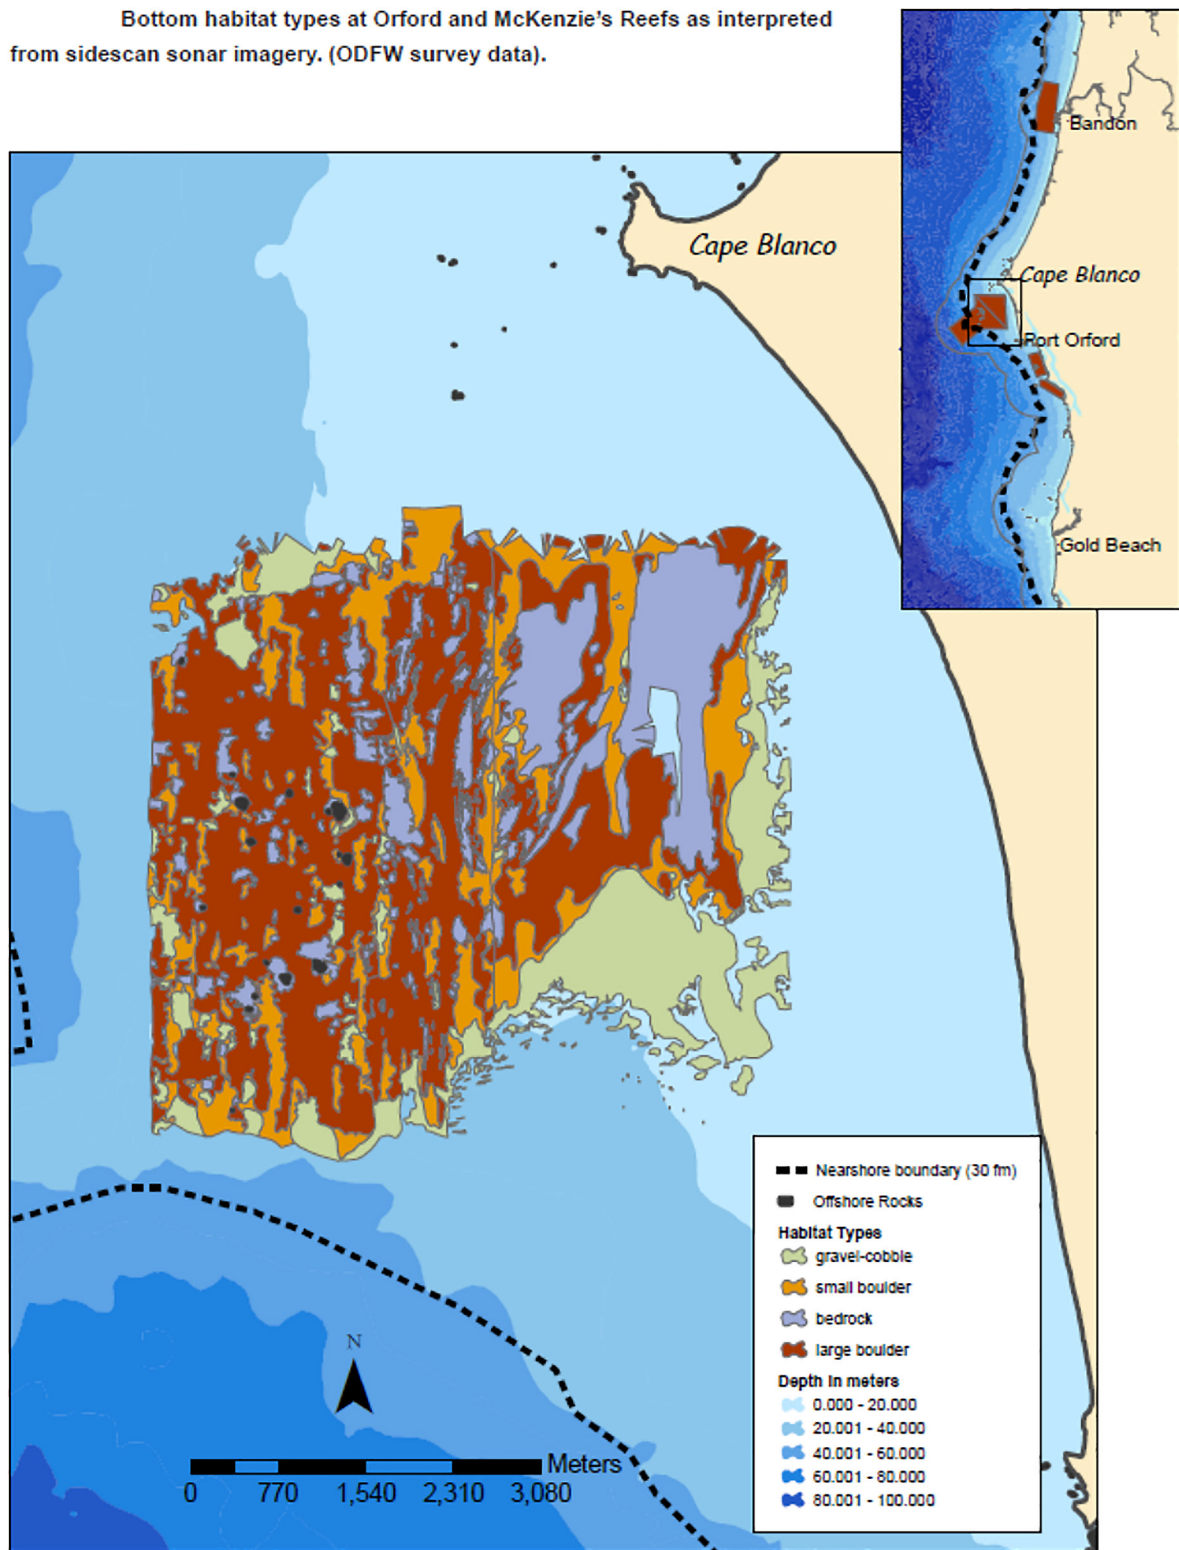 Bottom habitat types at Orford and McKenzie's Reefs as interpreted
from sidescan sonar imagery. (ODFW survey data).
Bandon
Cape Blanco
Port Orford
Gold Beach
Cape Blanco
Nearshore boundary (30 fm)
Offshore Rocks
Habitat Types
gravel-cobble
small boulder
bedrock
large boulder
Depth in meters
0.000 - 20.000
20.001 - 40.000
40.001 - 60.000
60.001 - 80.000
80.001 - 100.000
N
Meters
0 770 1,540 2,310 3,080